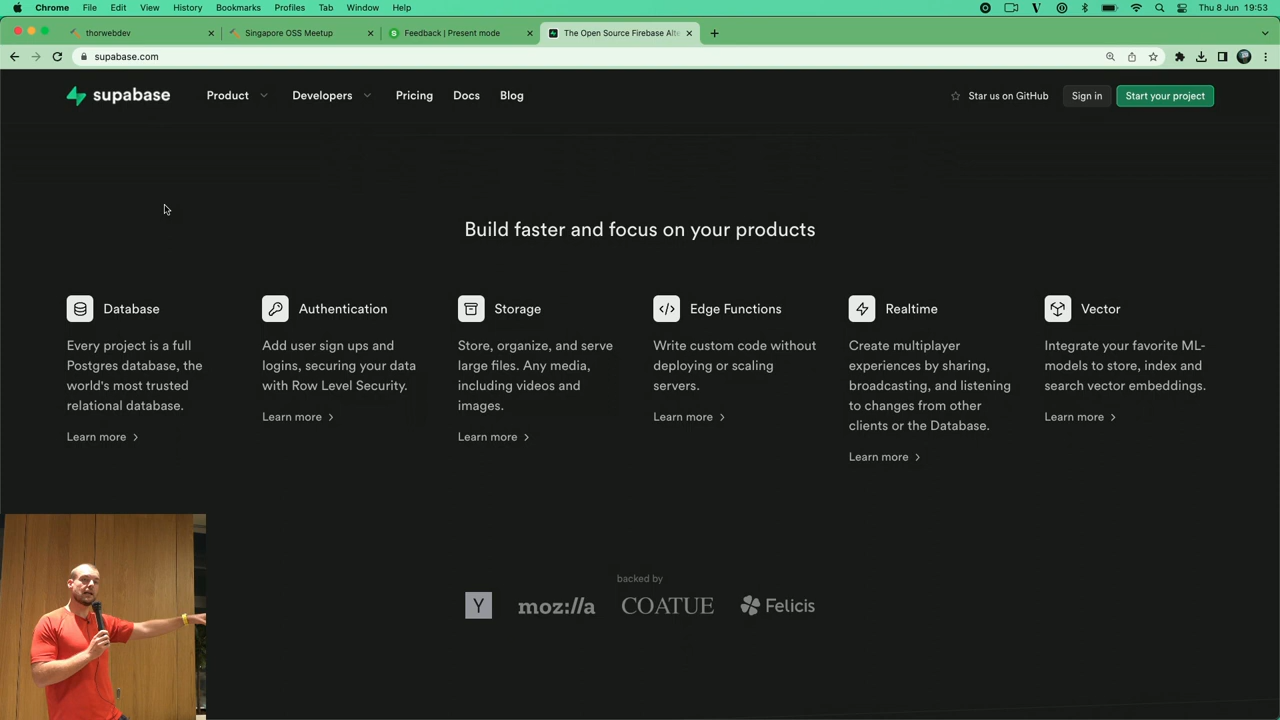 Chrome File Edit View History Bookmarks Profiles Tab Window Help Thu 8 Jun 19:53
thorwebdev Singapore OSS Meetup Feedback | Present mode The Open Source Firebase Alte
supabase.com
supabase Product Developers Pricing Docs Blog Star us on GitHub Sign in Start your project
Build faster and focus on your products
Database
Every project is a full
Postgres database, the
world's most trusted
relational database.
Learn more
Authentication
Add user sign ups and
logins, securing your data
with Row Level Security.
Learn more
Storage
Store, organize, and serve
large files. Any media,
including videos and
images.
Learn more
Edge Functions
Write custom code without
deploying or scaling
servers.
Learn more
Realtime
Create multiplayer
experiences by sharing,
broadcasting, and listening
to changes from other
clients or the Database.
Learn more
Vector
Integrate your favorite ML-
models to store, index and
search vector embeddings.
Learn more
backed by
Y moz://a COATUE Felicis